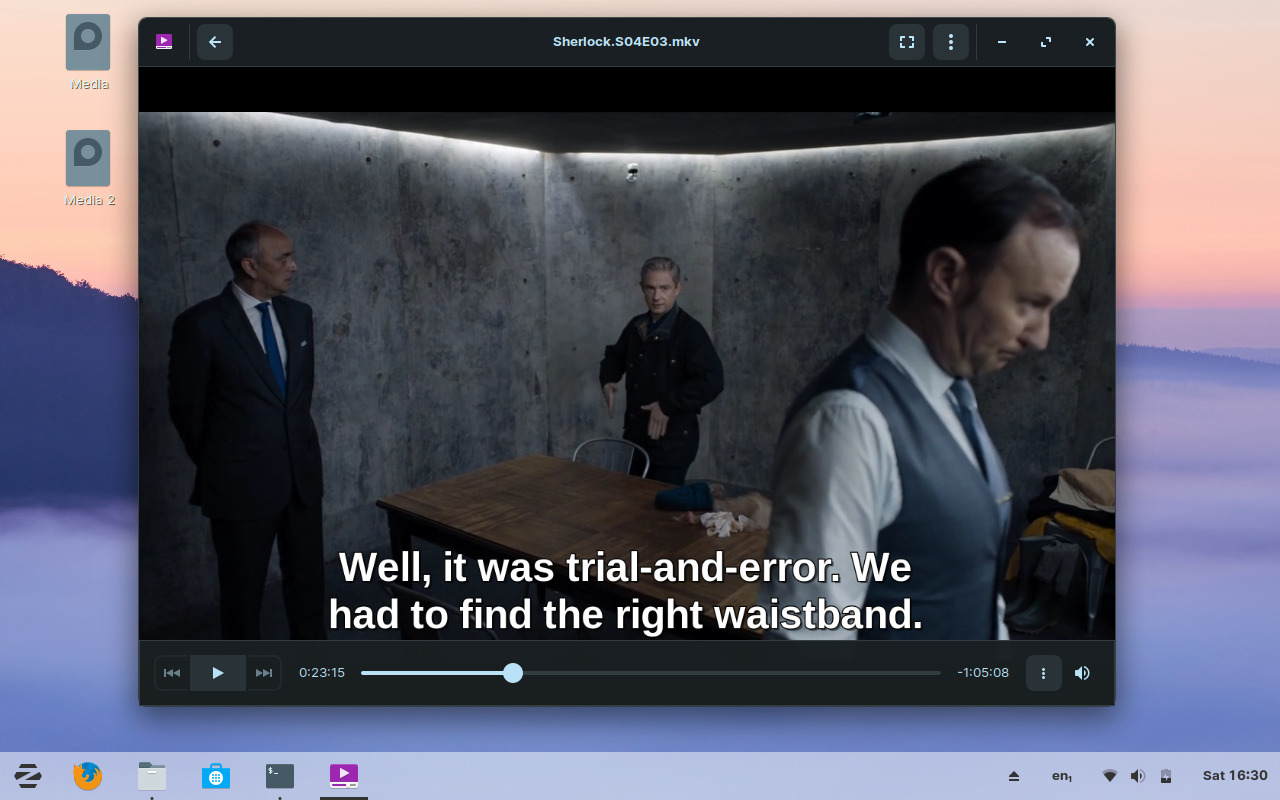 Media
Media 2
Sherlock.S04E03.mkv
Well, it was trial-and-error. We
had to find the right waistband.
0:23:15
-1:05:08
$-
en₁
Sat 16:30